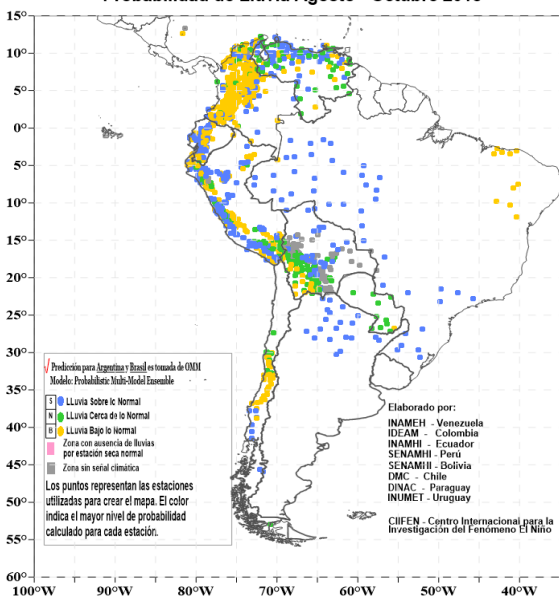 15°
10°N
5°
0°
5°
10°
15°
20°
25°
30°
35°
40°
45°
50°
55°
60°
100°W 90°W 80°W 70°W 60°W 50°W 40°W
Predicción para Argentina y Brasil es tomada de OMM
Modelo: Probabilistic Multi-Model Ensemble
S LLuvia Sobre lo Normal
N LLuvia Cerca de lo Normal
B LLuvia Bajo lo Normal
Zona con ausencia de lluvias
por estación seca normal
Zona sin señal climática
Los puntos representan las estaciones
utilizadas para crear el mapa. El color
indica el mayor nivel de probabilidad
calculado para cada estación.
Elaborado por:
INAMEH - Venezuela
IDEAM - Colombia
INAMHI - Ecuador
SENAMHI - Perú
SENAMHI - Bolivia
DMC - Chile
DINAC - Paraguay
INUMET - Uruguay
CIIFEN - Centro Internacional para la
Investigación del Fenómeno El Niño